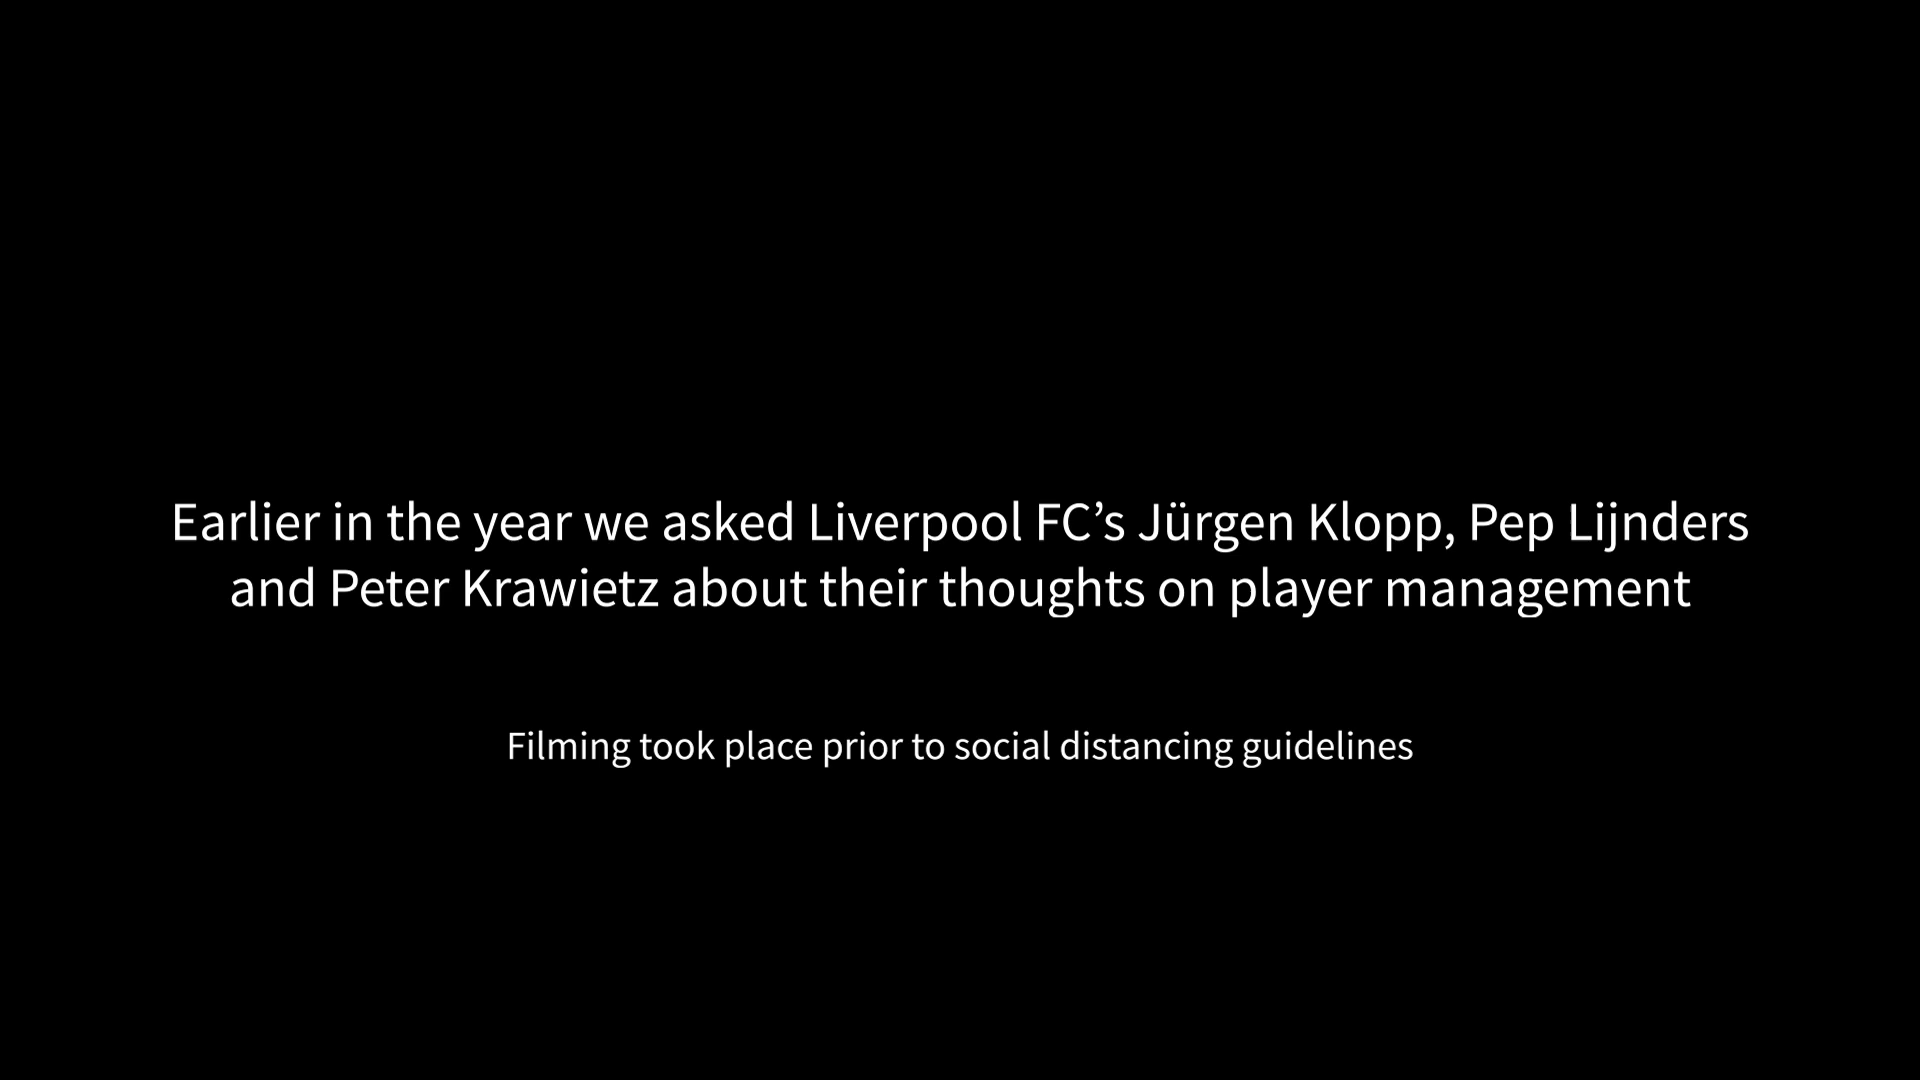 Earlier in the year we asked Liverpool FC’s Jürgen Klopp, Pep Lijnders
and Peter Krawietz about their thoughts on player management
Filming took place prior to social distancing guidelines